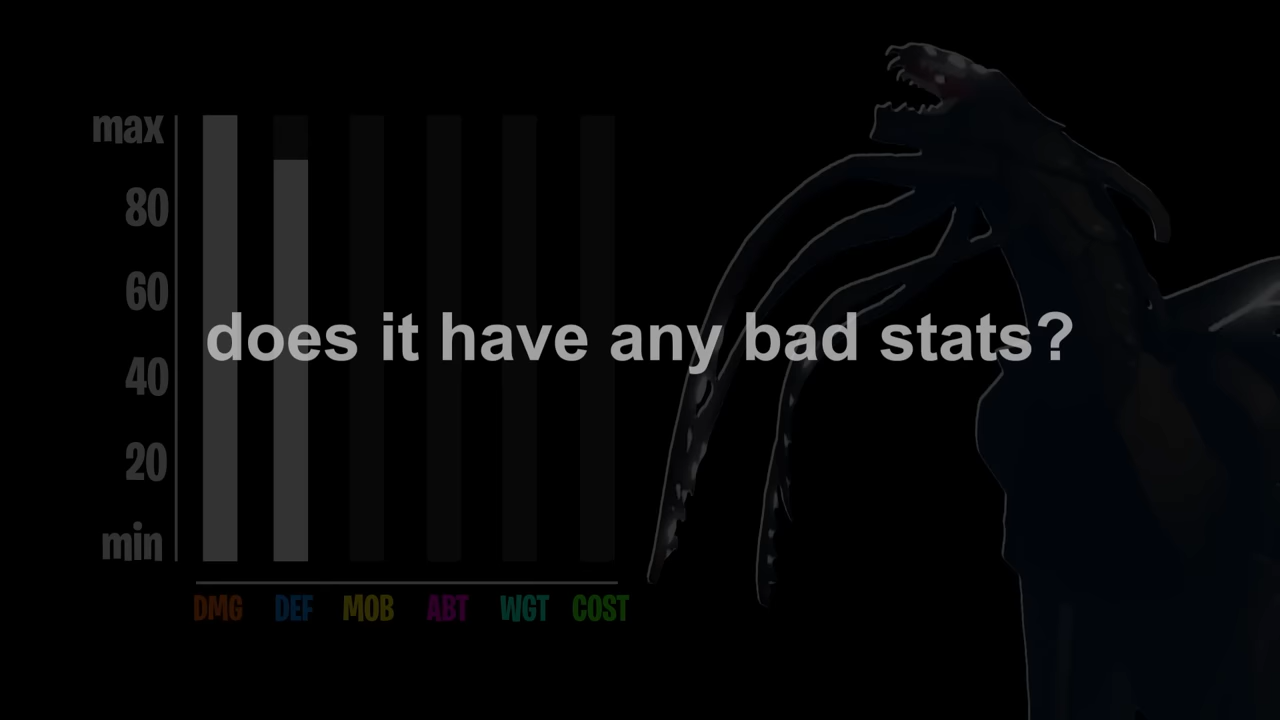 max
80
60
does it have any bad stats?
40
20
min
DMG DEF MOB ABT WGT COST